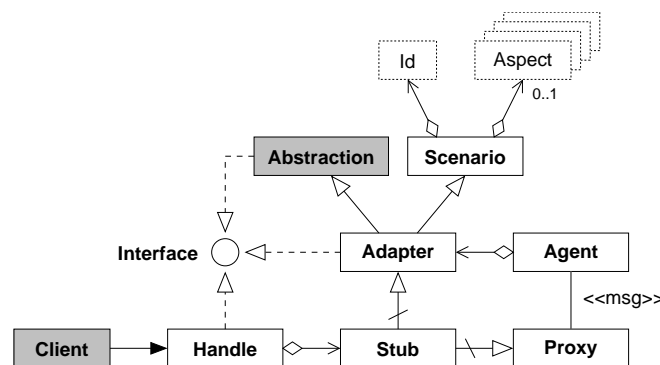 Id
Aspect
0..1
Abstraction
Scenario
Interface
Adapter
Agent
<<msg>>
Client
Handle
Stub
Proxy